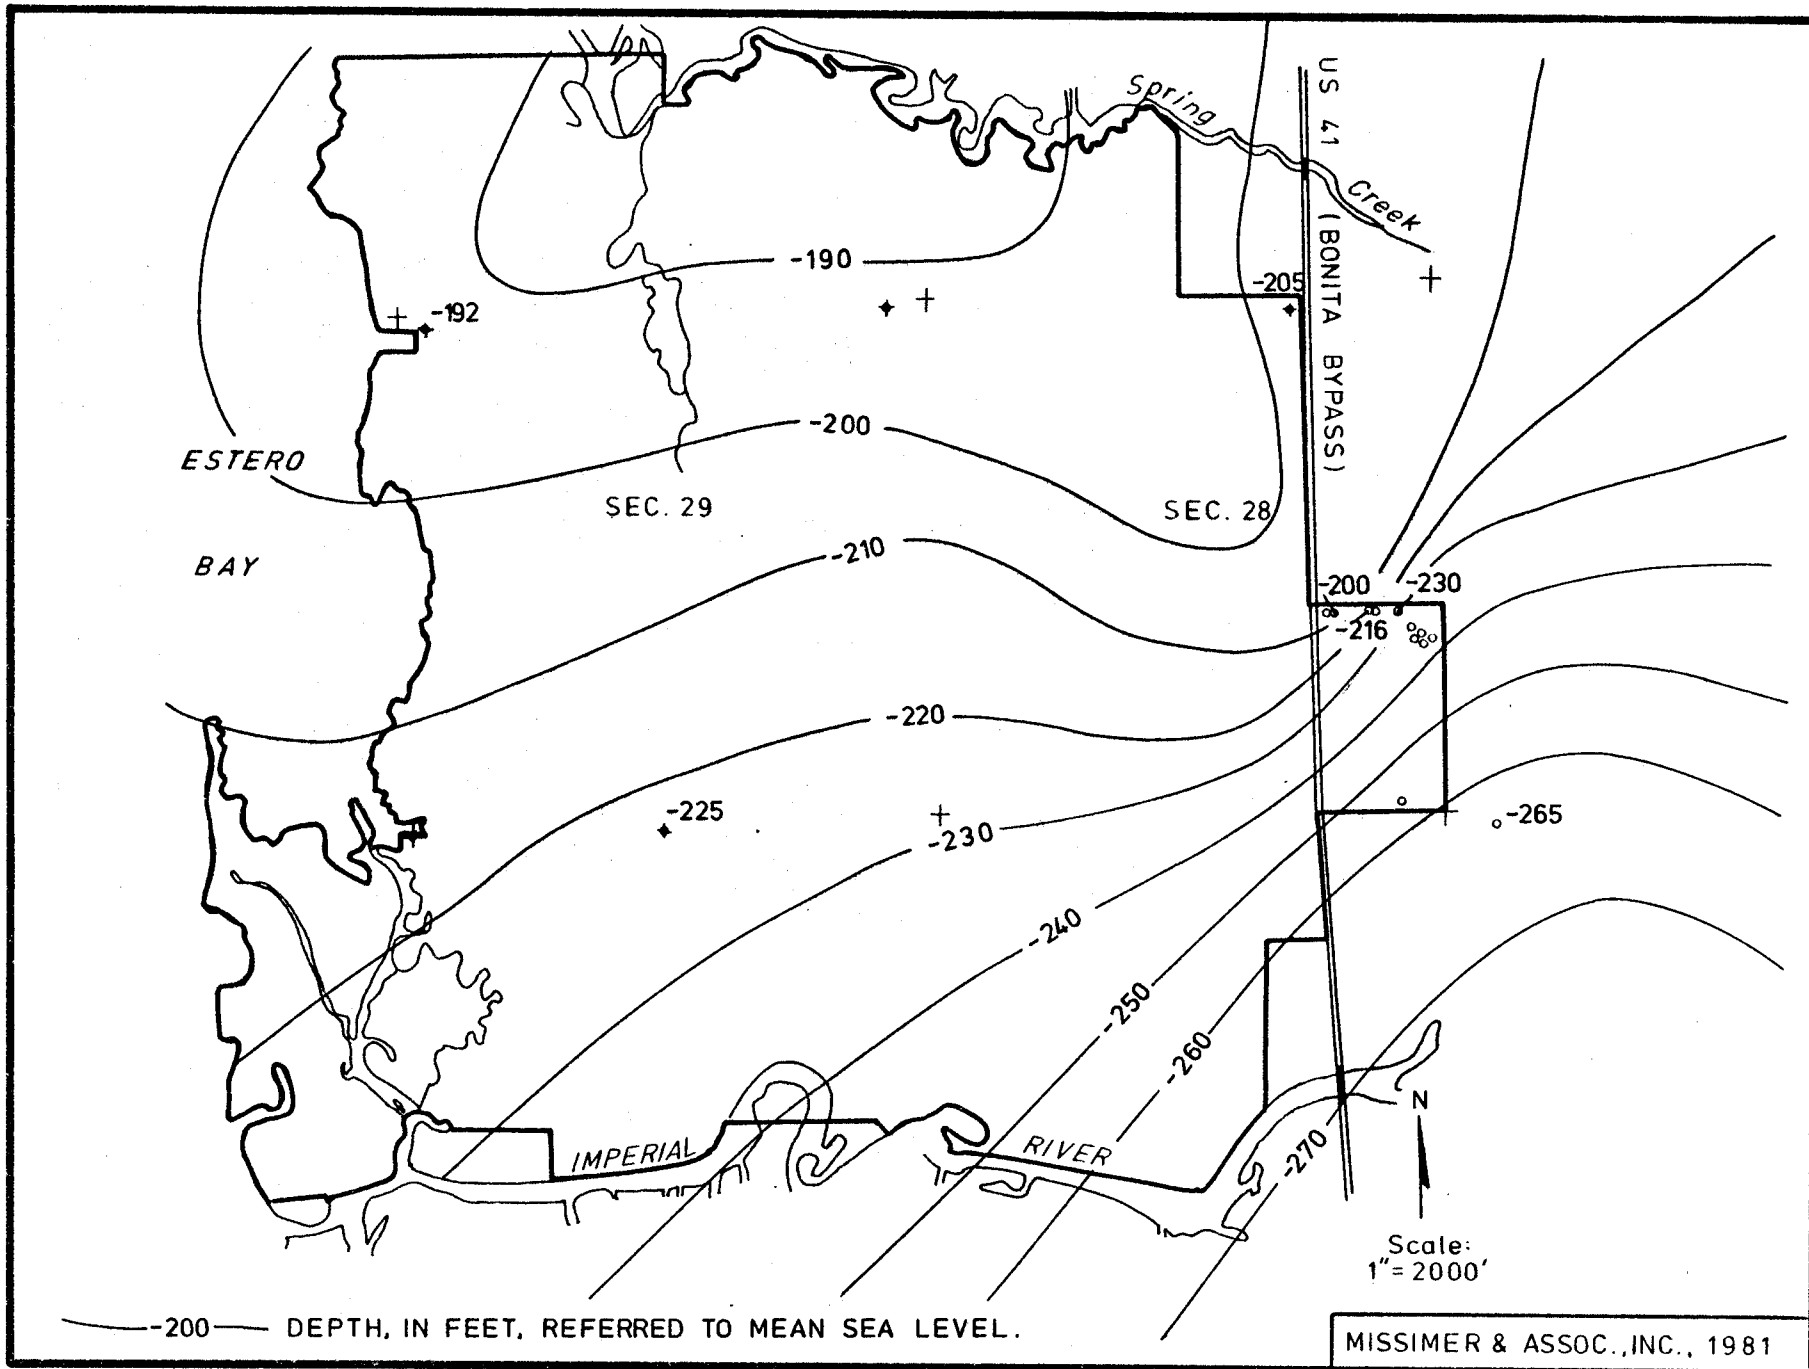 Spring
Creek
US 41 (BONITA BYPASS)
-190
-205
-192
-200
ESTERO
BAY
SEC. 29
SEC. 28
-210
-200
-230
-216
-220
-225
-230
-265
-240
-250
-260
-270
IMPERIAL
RIVER
N
Scale:
1"=2000'
-200 DEPTH, IN FEET, REFERRED TO MEAN SEA LEVEL.
MISSIMER & ASSOC.,INC., 1981